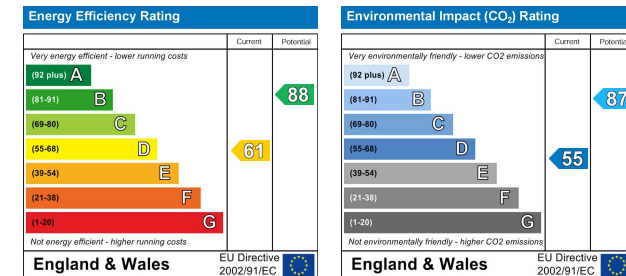 Energy Efficiency Rating
Current Potential
Very energy efficient - lower running costs
(92 plus) A
(81-91) B
88
(69-80) C
(55-68) D
61
(39-54) E
(21-38) F
(1-20) G
Not energy efficient - higher running costs
England & Wales
EU Directive
2002/91/EC
Environmental Impact (CO₂) Rating
Current Potential
Very environmentally friendly - lower CO2 emissions
(92 plus) A
(81-91) B
87
(69-80) C
(55-68) D
55
(39-54) E
(21-38) F
(1-20) G
Not environmentally friendly - higher CO2 emissions
England & Wales
EU Directive
2002/91/EC